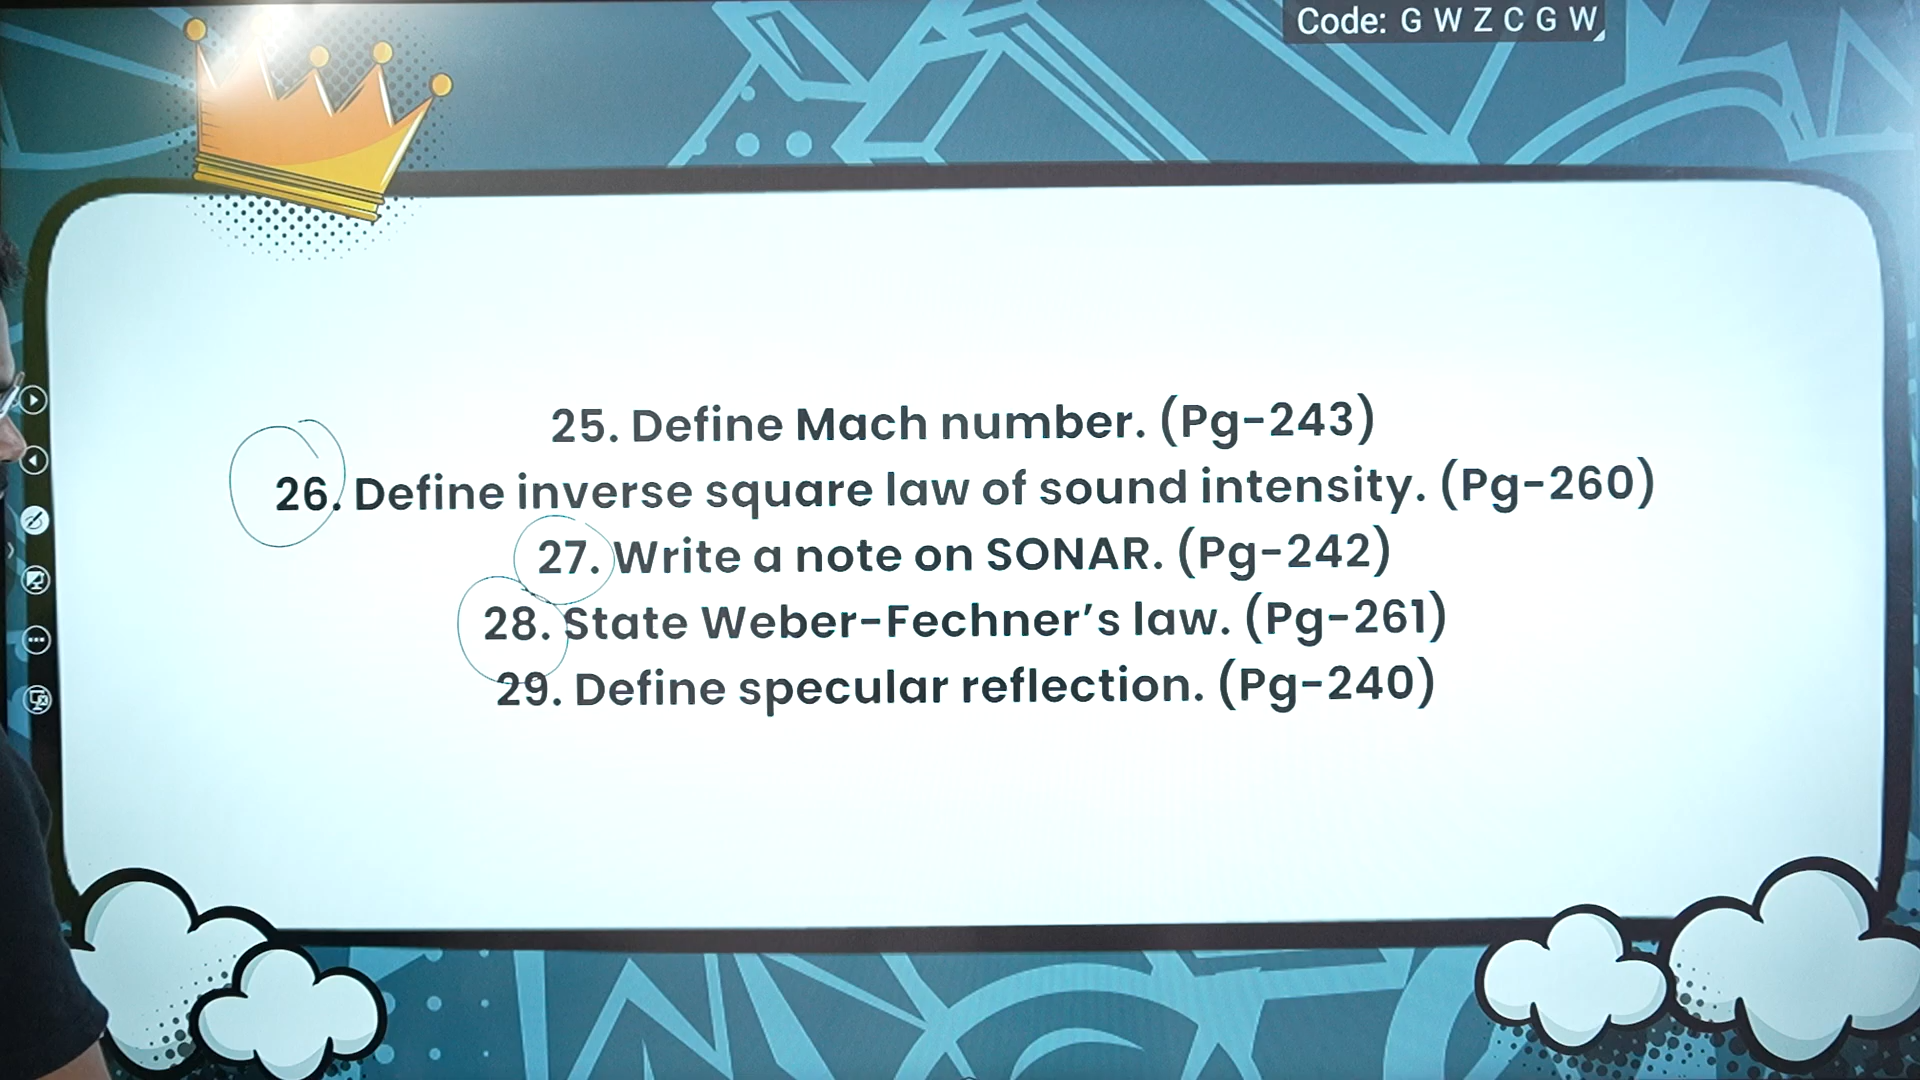 Code: G W Z C G W
25. Define Mach number. (Pg-243)
26. Define inverse square law of sound intensity. (Pg-260)
27. Write a note on SONAR. (Pg-242)
28. State Weber-Fechner’s law. (Pg-261)
29. Define specular reflection. (Pg-240)